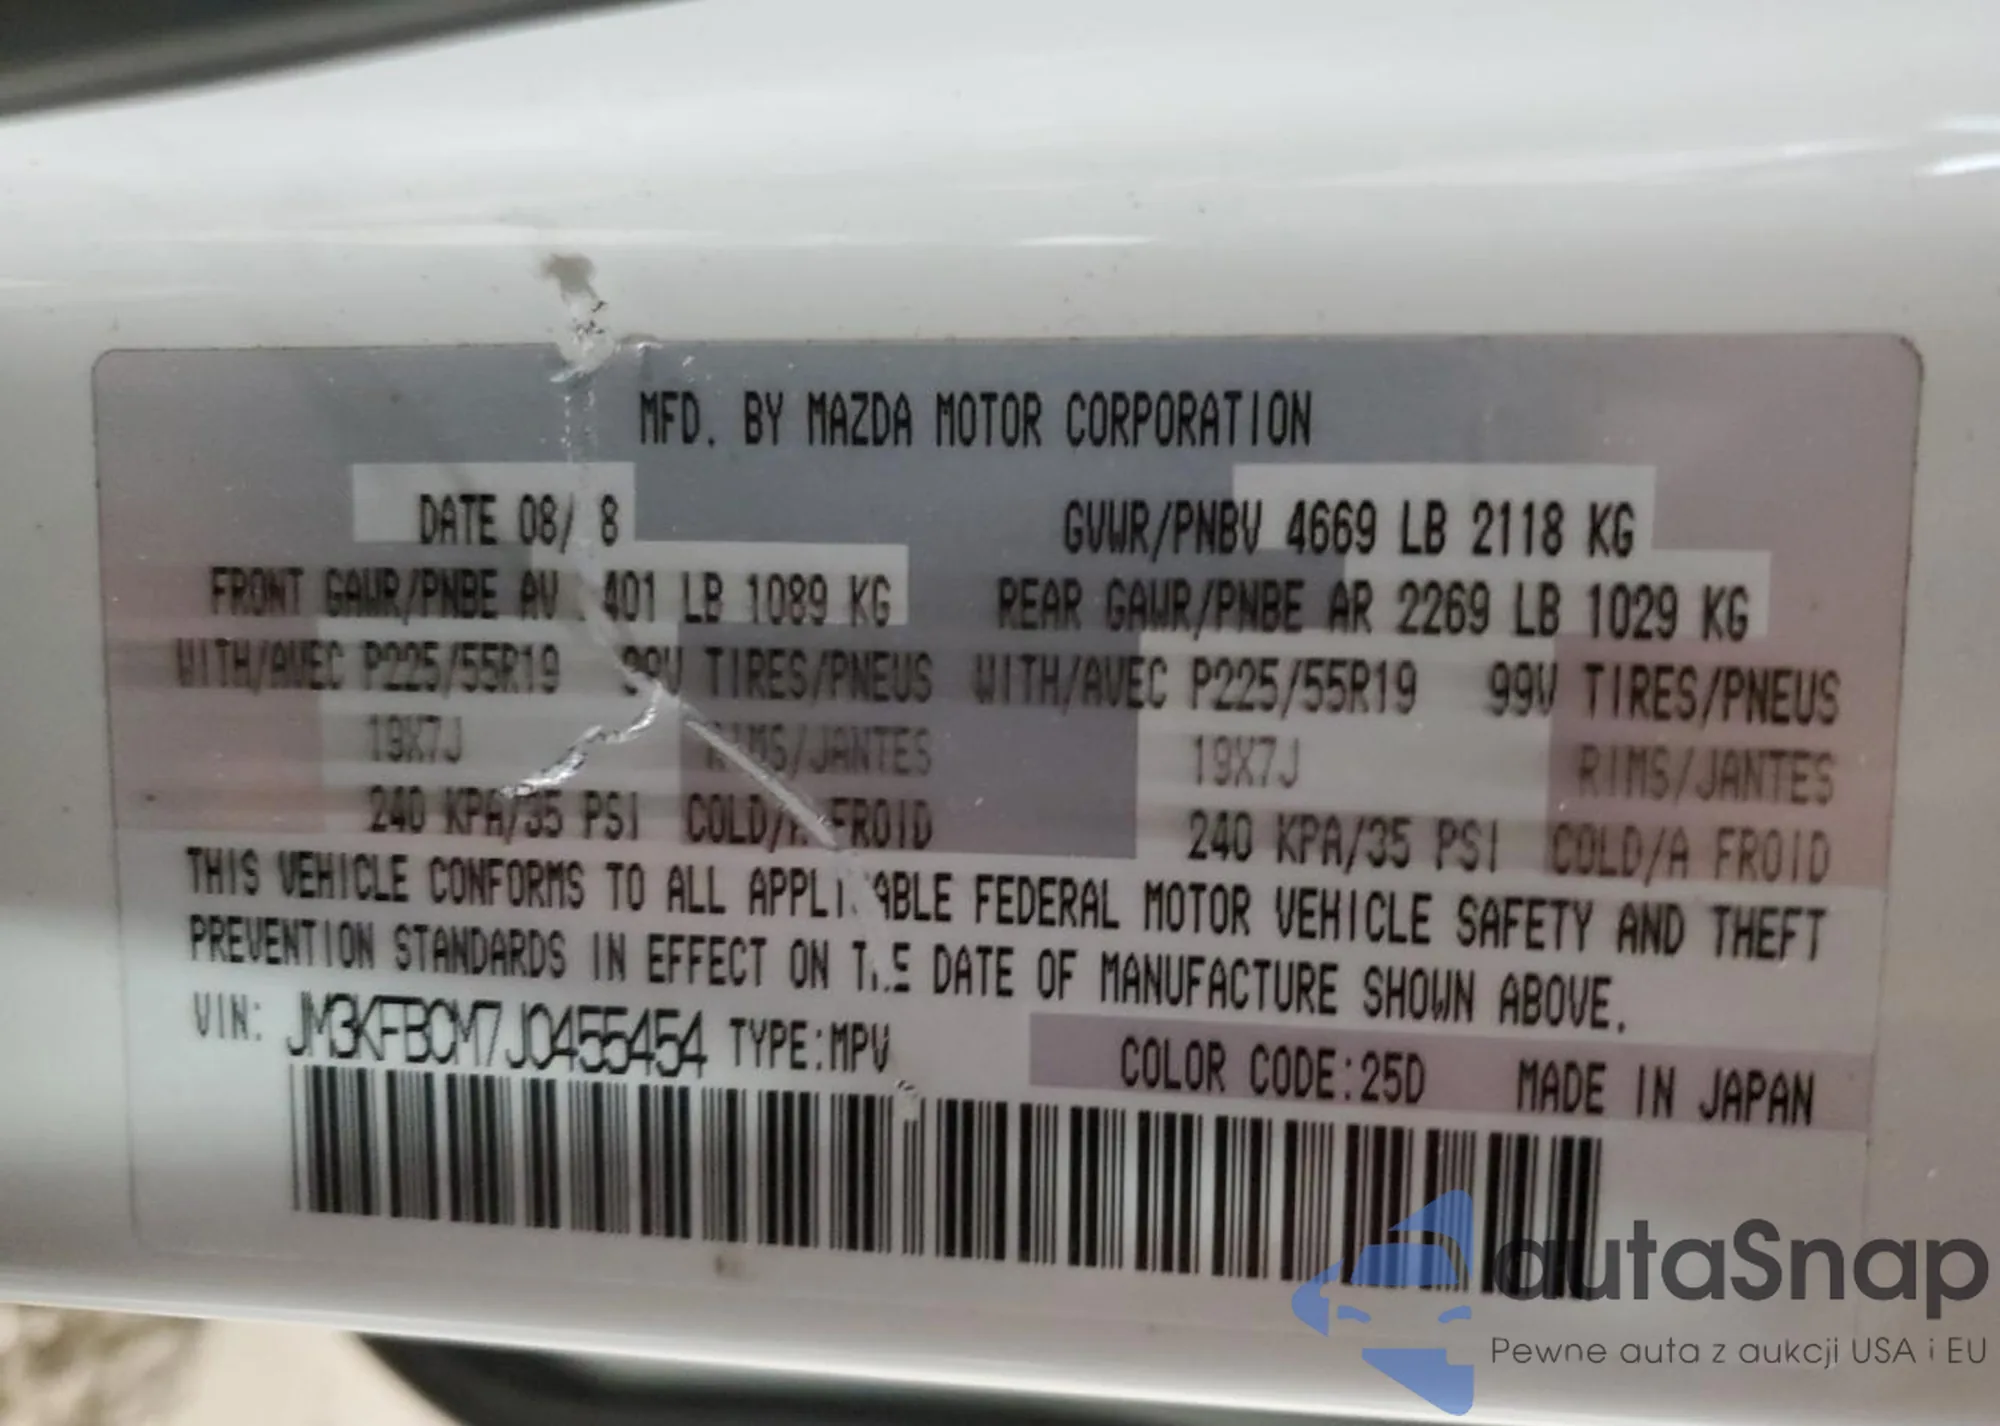 MFD. BY MAZDA MOTOR CORPORATION
DATE 08/ 8 GVWR/PNBV 4669 LB 2118 KG
FRONT GAWR/PNBE AV 401 LB 1089 KG REAR GAWR/PNBE AR 2269 LB 1029 KG
WITH/AVEC P225/55R19 99V TIRES/PNEUS WITH/AVEC P225/55R19 99V TIRES/PNEUS
19X7J RIMS/JANTES 19X7J RIMS/JANTES
240 KPA/35 PSI COLD/A FROID 240 KPA/35 PSI COLD/A FROID
THIS VEHICLE CONFORMS TO ALL APPLICABLE FEDERAL MOTOR VEHICLE SAFETY AND THEFT
PREVENTION STANDARDS IN EFFECT ON THE DATE OF MANUFACTURE SHOWN ABOVE.
VIN: JM3KFBCM7J0455454 TYPE:MPV COLOR CODE:25D MADE IN JAPAN
autaSnap
Pewne auta z aukcji USA i EU